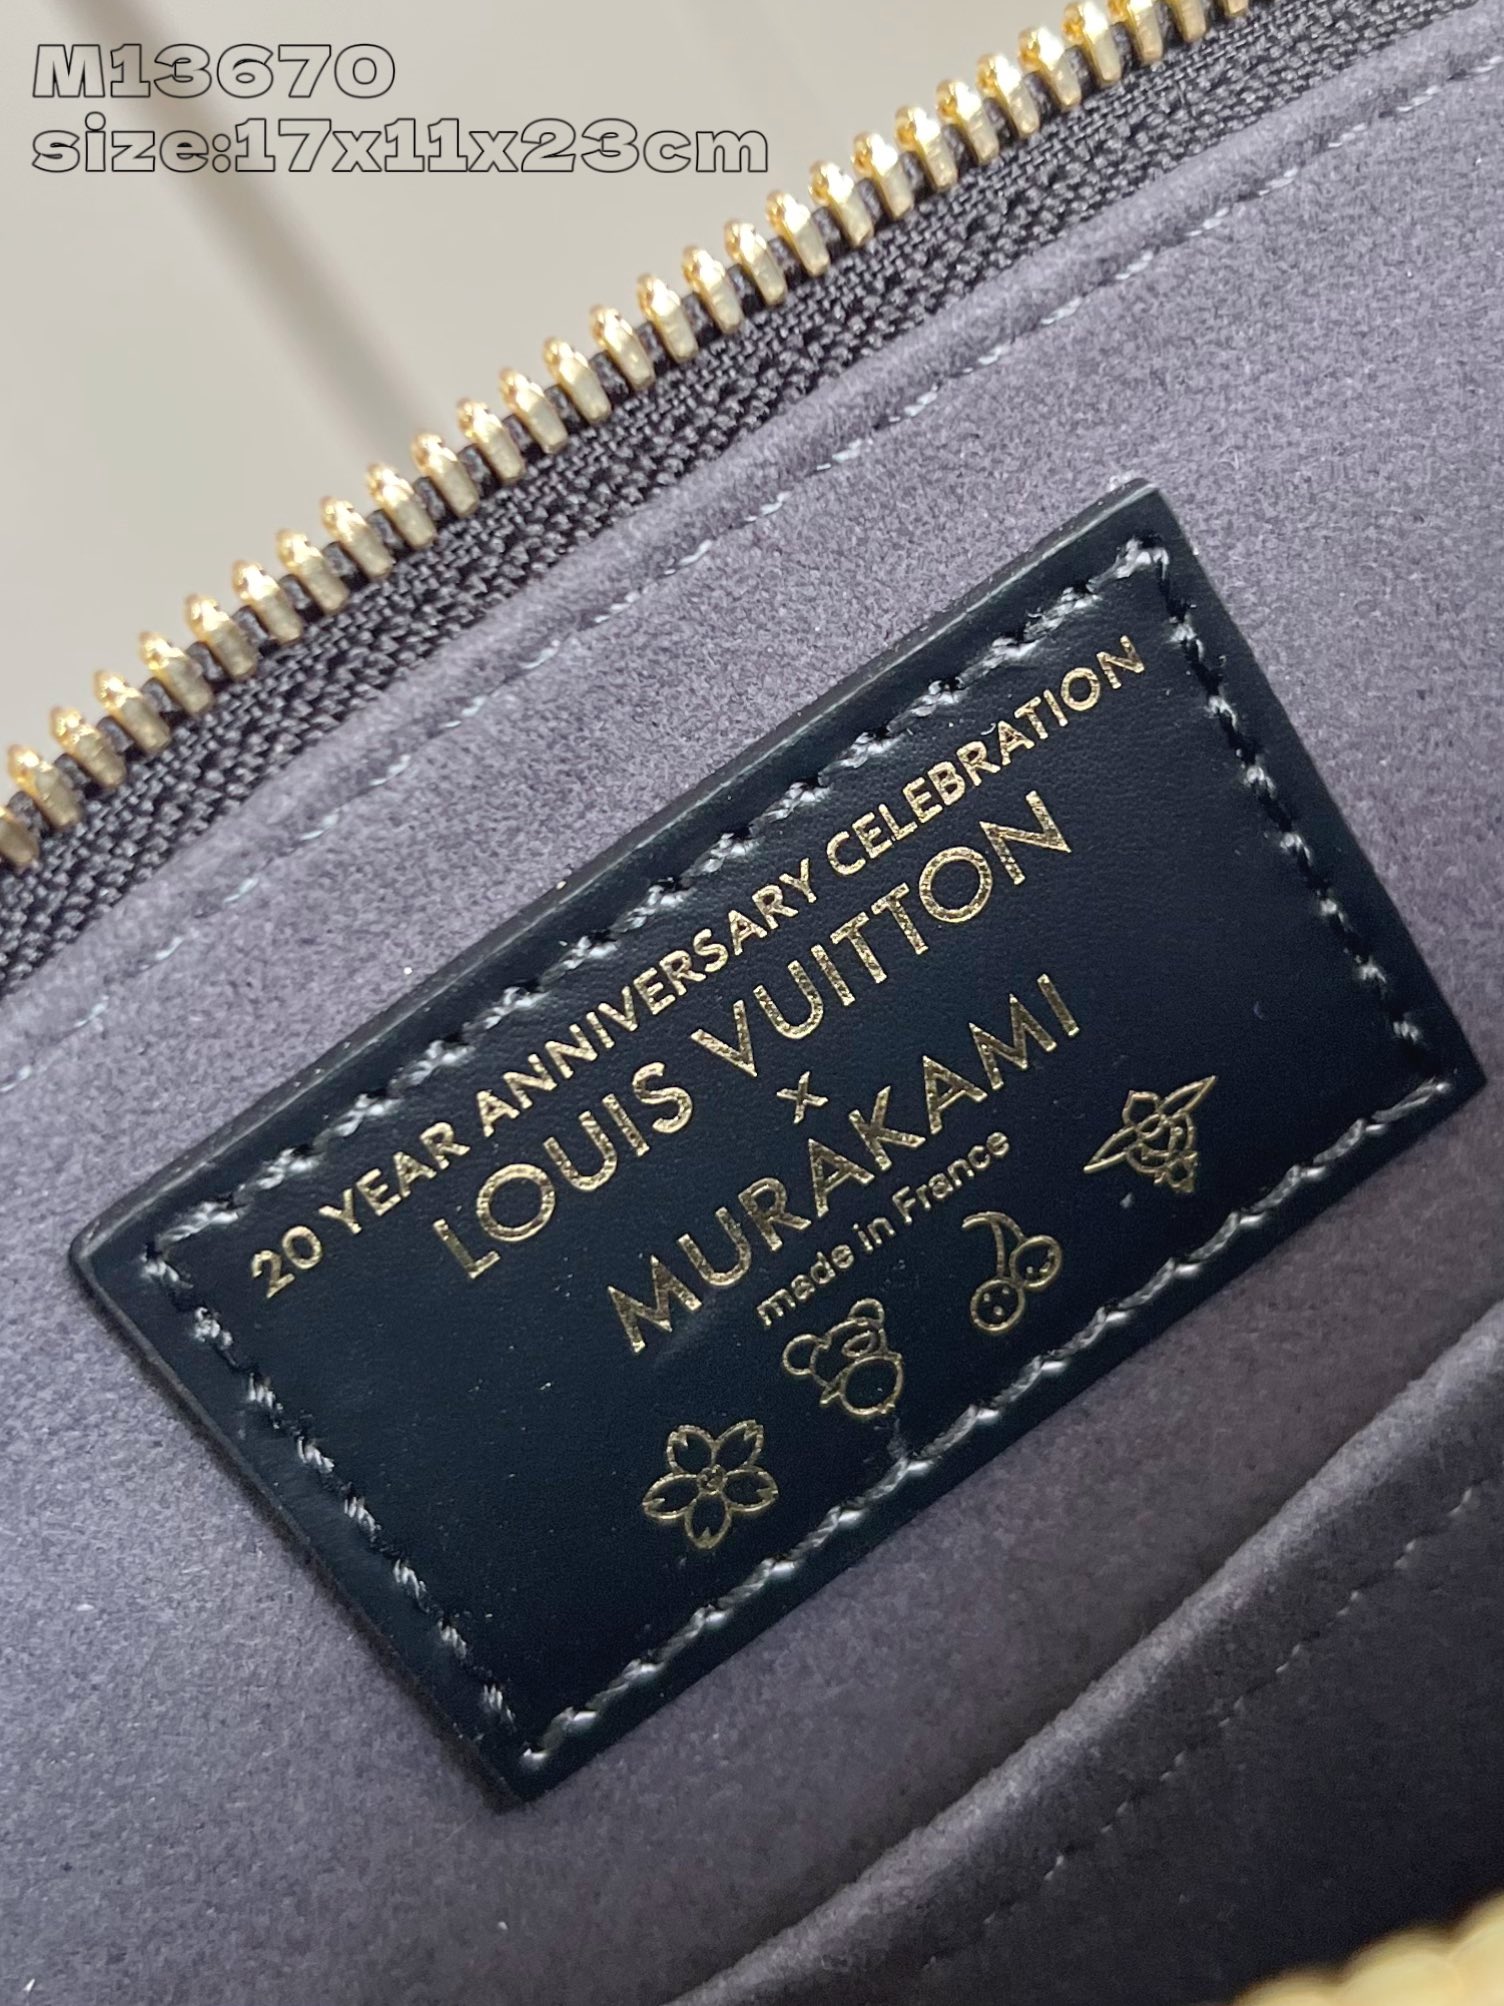 M13670
size:17x11x23cm
20 YEAR ANNIVERSARY CELEBRATION
LOUIS VUITTON
x
MURAKAMI
made in France